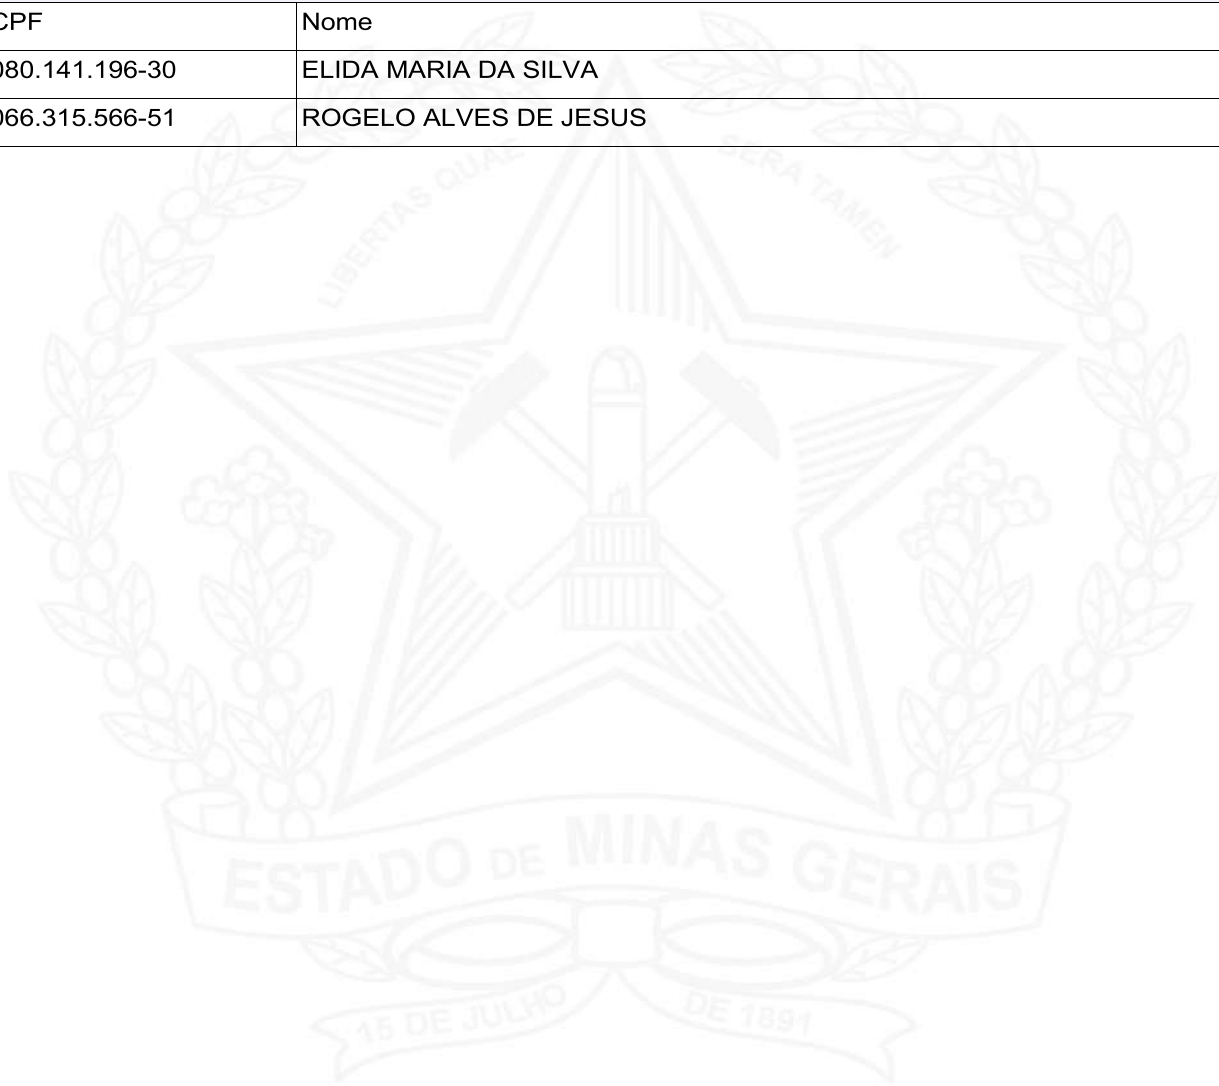 CPF Nome
080.141.196-30 ELIDA MARIA DA SILVA
066.315.566-51 ROGELO ALVES DE JESUS
LIBERTAS QUAE SERA TAMEN
ESTADO DE MINAS GERAIS
15 DE JULHO DE 1891